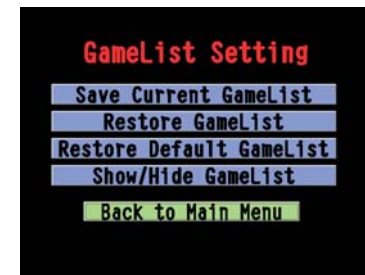 GameList Setting
Save Current GameList
Restore GameList
Restore Default GameList
Show/Hide GameList
Back to Main Menu